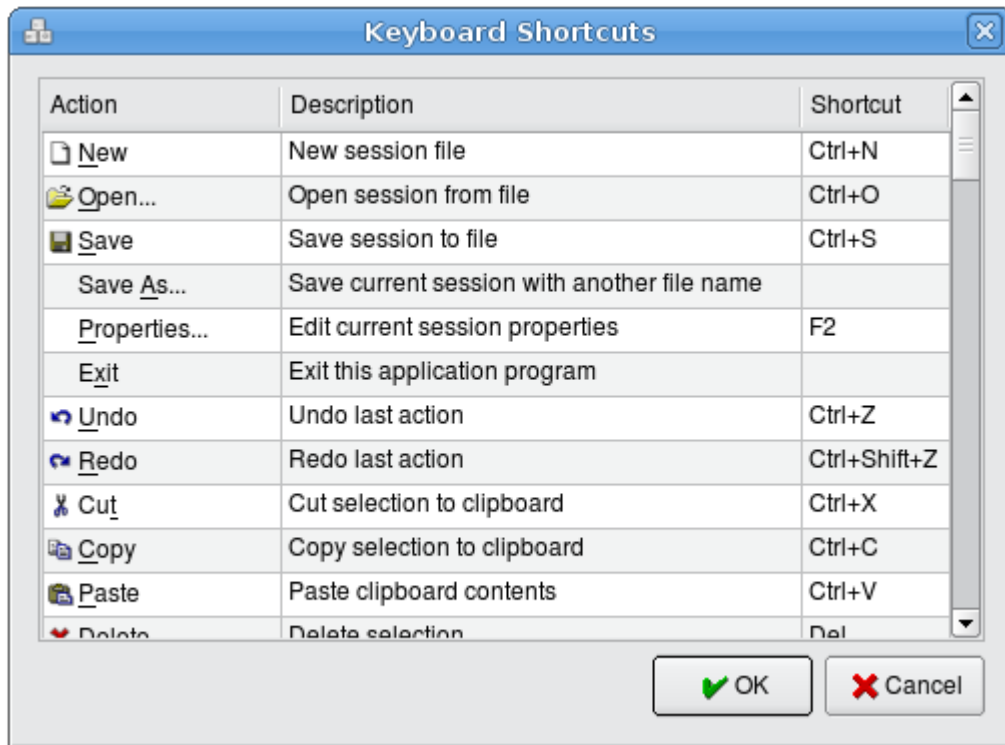 Keyboard Shortcuts
Action Description Shortcut
New New session file Ctrl+N
Open... Open session from file Ctrl+O
Save Save session to file Ctrl+S
Save As... Save current session with another file name
Properties... Edit current session properties F2
Exit Exit this application program
Undo Undo last action Ctrl+Z
Redo Redo last action Ctrl+Shift+Z
Cut Cut selection to clipboard Ctrl+X
Copy Copy selection to clipboard Ctrl+C
Paste Paste clipboard contents Ctrl+V
Delete Delete selection Del
OK Cancel